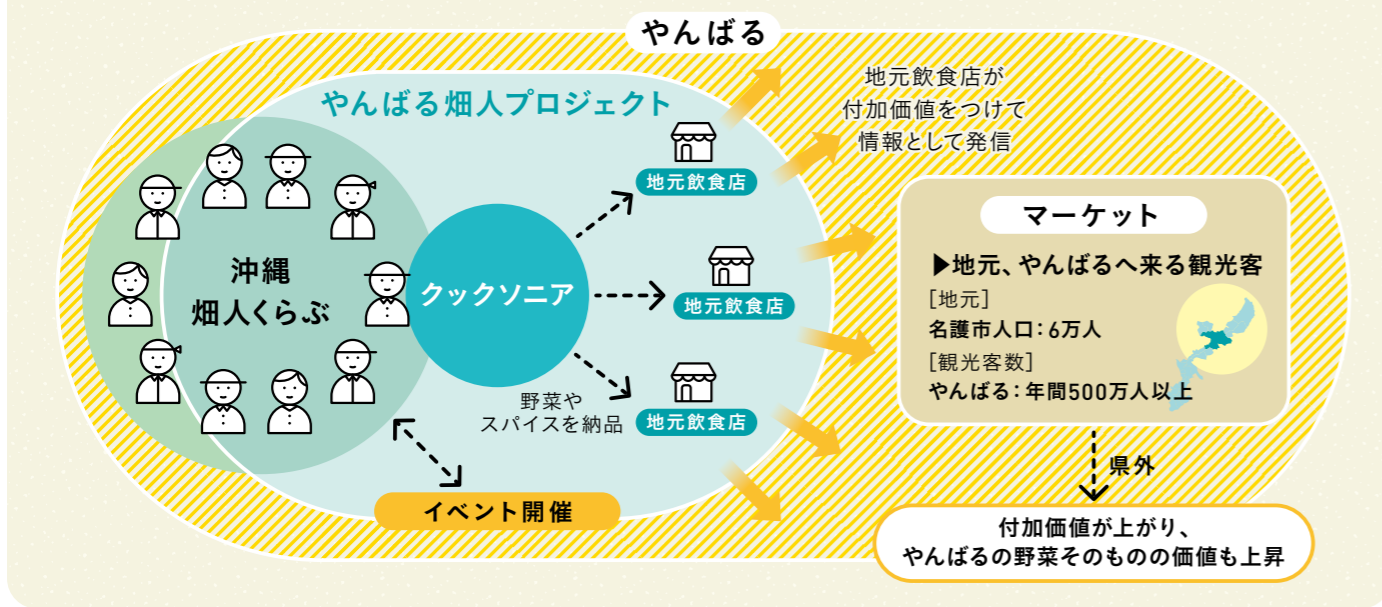 やんばる
やんばる畑人プロジェクト
沖縄
畑人くらぶ
クックソニア
地元飲食店
地元飲食店
地元飲食店
野菜や
スパイスを納品
イベント開催
地元飲食店が
付加価値をつけて
情報として発信
マーケット
▶地元、やんばるへ来る観光客
[地元]
名護市人口：6万人
[観光客数]
やんばる：年間500万人以上
県外
付加価値が上がり、
やんばるの野菜そのものの価値も上昇